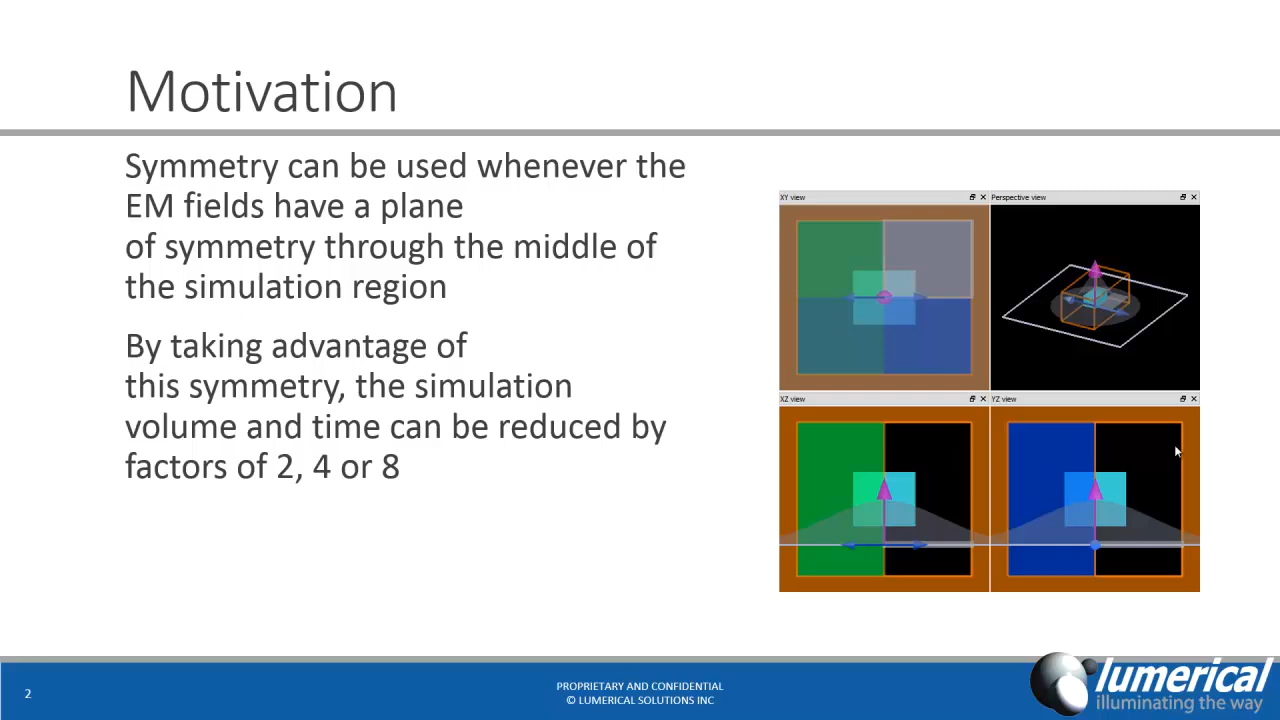 Motivation
Symmetry can be used whenever the
EM fields have a plane
of symmetry through the middle of
the simulation region
By taking advantage of
this symmetry, the simulation
volume and time can be reduced by
factors of 2, 4 or 8
XY view
Perspective view
XZ view
YZ view
2
PROPRIETARY AND CONFIDENTIAL
© LUMERICAL SOLUTIONS INC
lumerical
illuminating the way